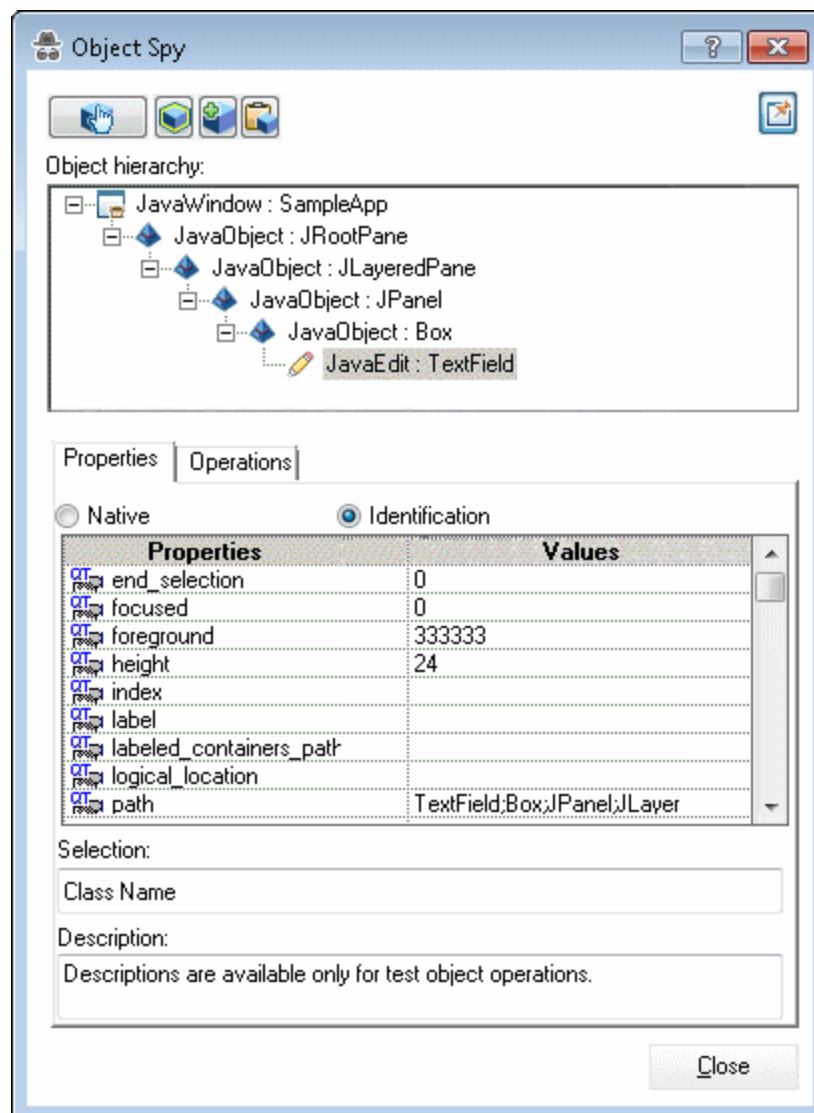 Object Spy
Object hierarchy:
JavaWindow : SampleApp
JavaObject : JRootPane
JavaObject : JLayeredPane
JavaObject : JPanel
JavaObject : Box
JavaEdit : TextField
Properties Operations
Native Identification
Properties Values
end_selection 0
focused 0
foreground 333333
height 24
index
label
labeled_containers_path
logical_location
path TextField;Box;JPanel;JLayer
Selection:
Class Name
Description:
Descriptions are available only for test object operations.
Close